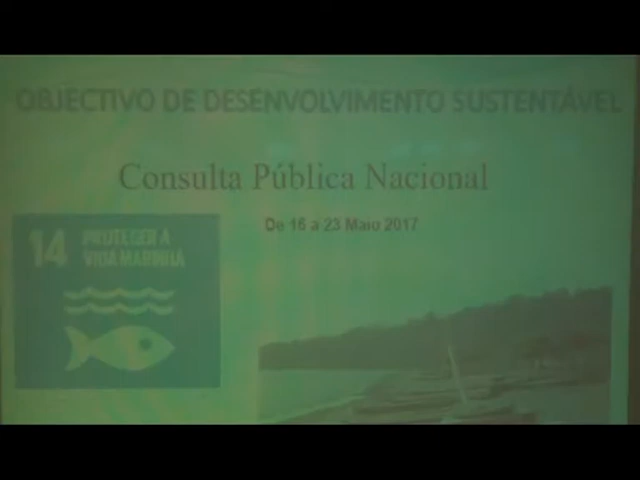 OBJECTIVO DE DESENVOLVIMENTO SUSTENTÁVEL
Consulta Pública Nacional
De 16 a 23 Maio 2017
14 PROTEGER A
VIDA MARINHA